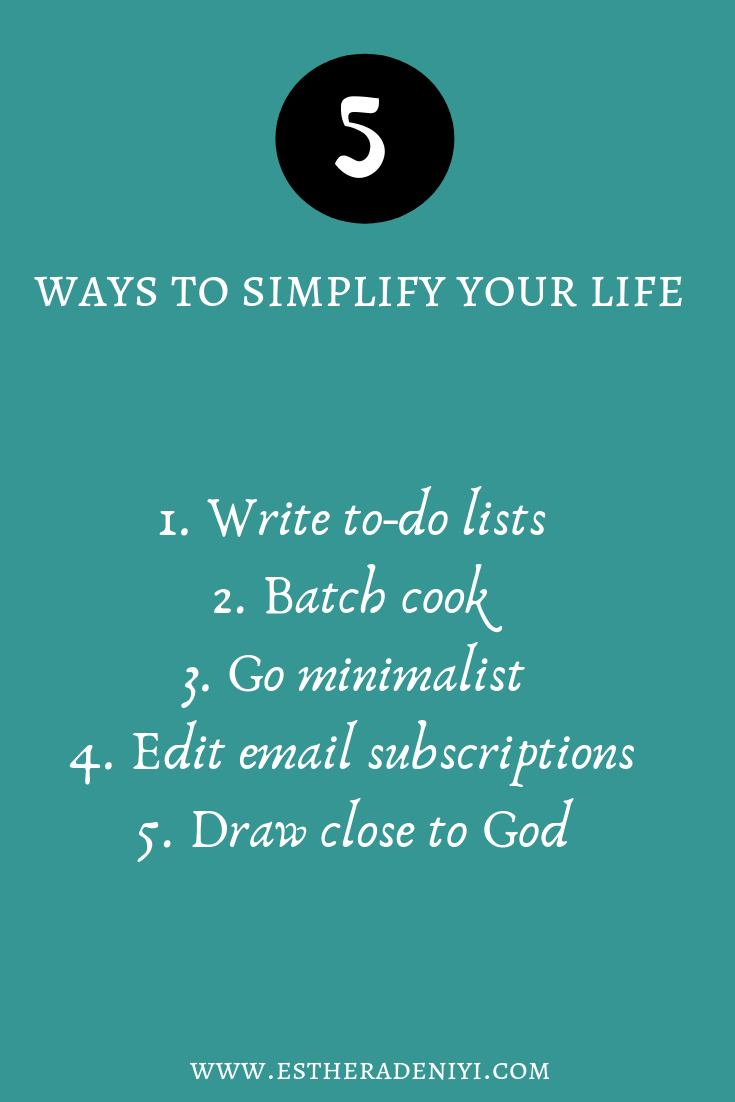 5
WAYS TO SIMPLIFY YOUR LIFE
1. Write to-do lists
2. Batch cook
3. Go minimalist
4. Edit email subscriptions
5. Draw close to God
WWW.ESTHERADENIYI.COM